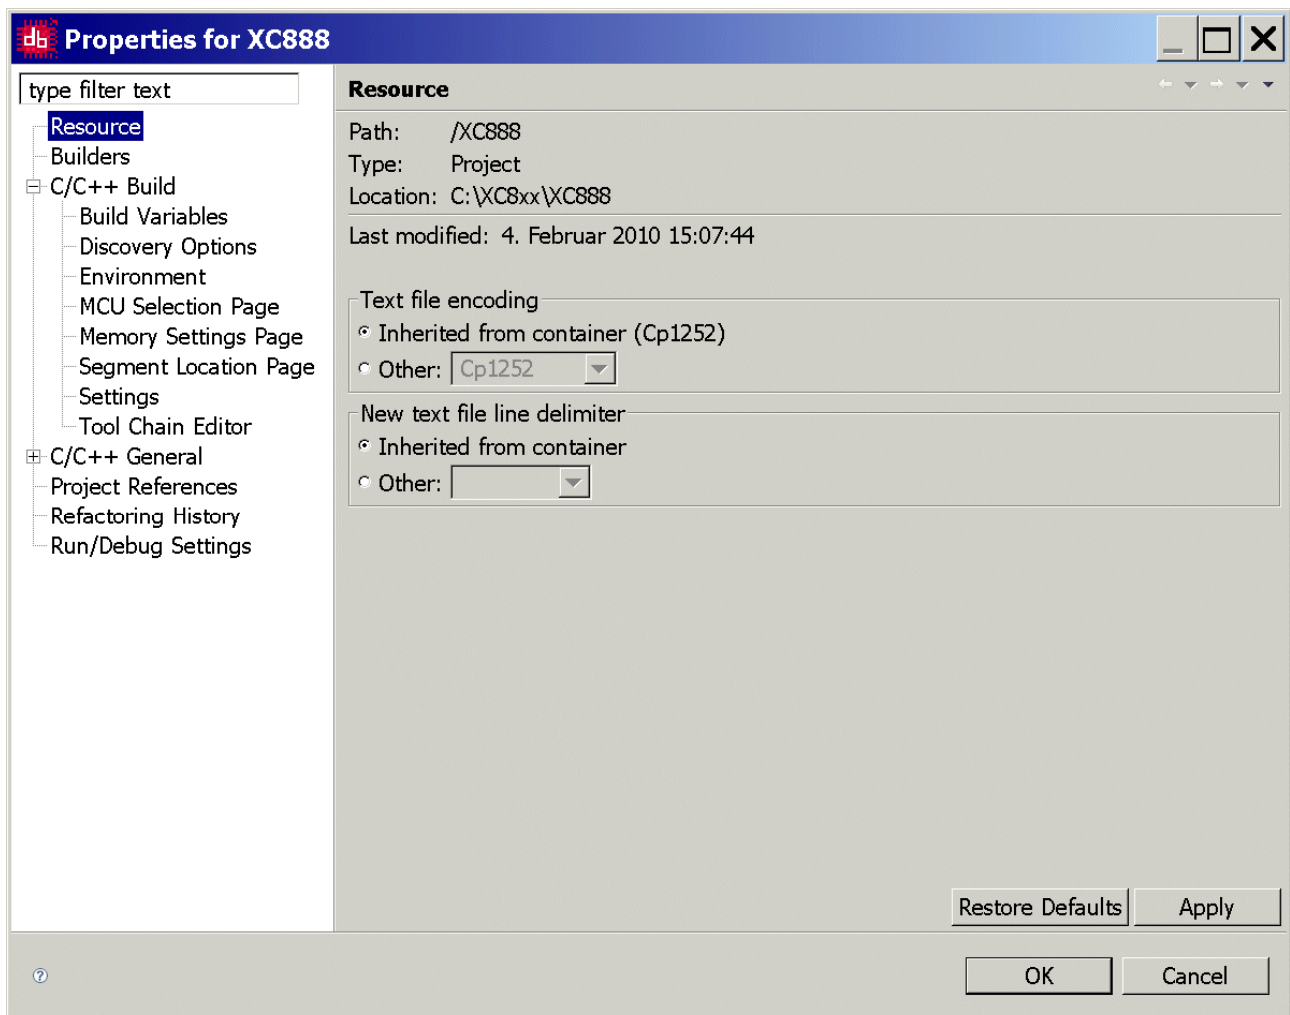 db Properties for XC888
type filter text
Resource
Builders
C/C++ Build
Build Variables
Discovery Options
Environment
MCU Selection Page
Memory Settings Page
Segment Location Page
Settings
Tool Chain Editor
C/C++ General
Project References
Refactoring History
Run/Debug Settings
Resource
Path: /XC888
Type: Project
Location: C:\XC8xx\XC888
Last modified: 4. Februar 2010 15:07:44
Text file encoding
Inherited from container (Cp1252)
Other: Cp1252
New text file line delimiter
Inherited from container
Other:
Restore Defaults Apply
? OK Cancel